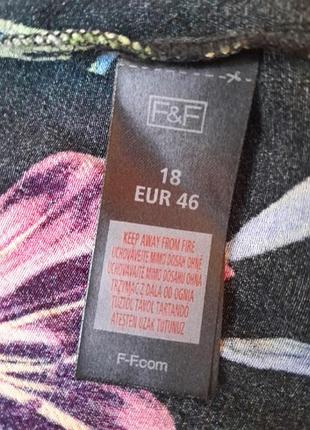 F&F
18
EUR 46
KEEP AWAY FROM FIRE
UCHOVÁVEJTE MIMO DOSAH OHNĚ
UCHOVÁVAJTE MIMO DOSAHU OHŇA
TRZYMAĆ Z DALA OD OGNIA
TŰZTŐL TÁVOL TARTANDÓ
ATEŞTEN UZAK TUTUNUZ
F-F.com